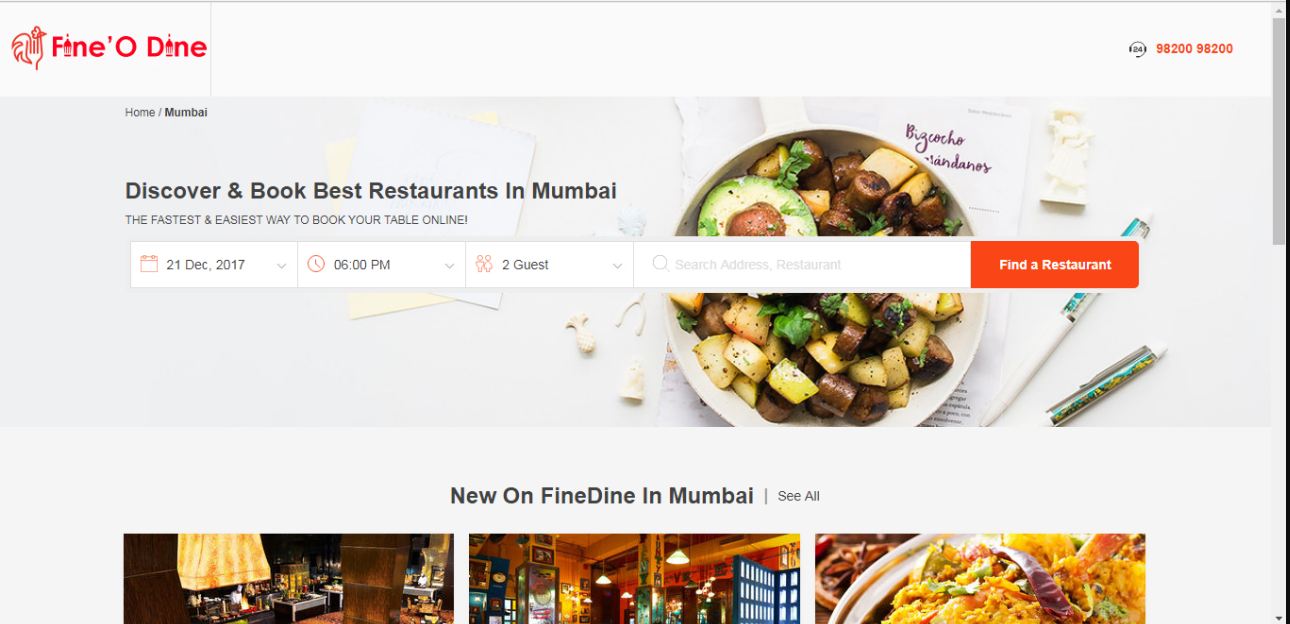 Fine'O Dine
24
98200 98200
Home / Mumbai
Bizcocho
Discover & Book Best Restaurants In Mumbai
THE FASTEST & EASIEST WAY TO BOOK YOUR TABLE ONLINE!
21 Dec, 2017
06:00 PM
2 Guest
Search Address, Restaurant
Find a Restaurant
New On FineDine In Mumbai | See All